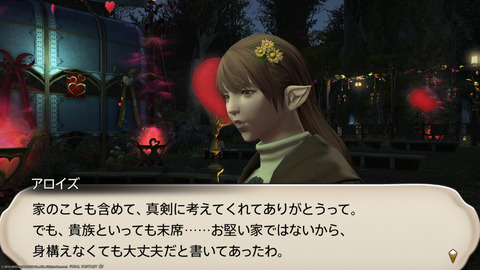 アロイズ
家のことも含めて、真剣に考えてくれてありがとうって。
でも、貴族といっても末席……お堅い家ではないから、
身構えなくても大丈夫だと書いてあったわ。